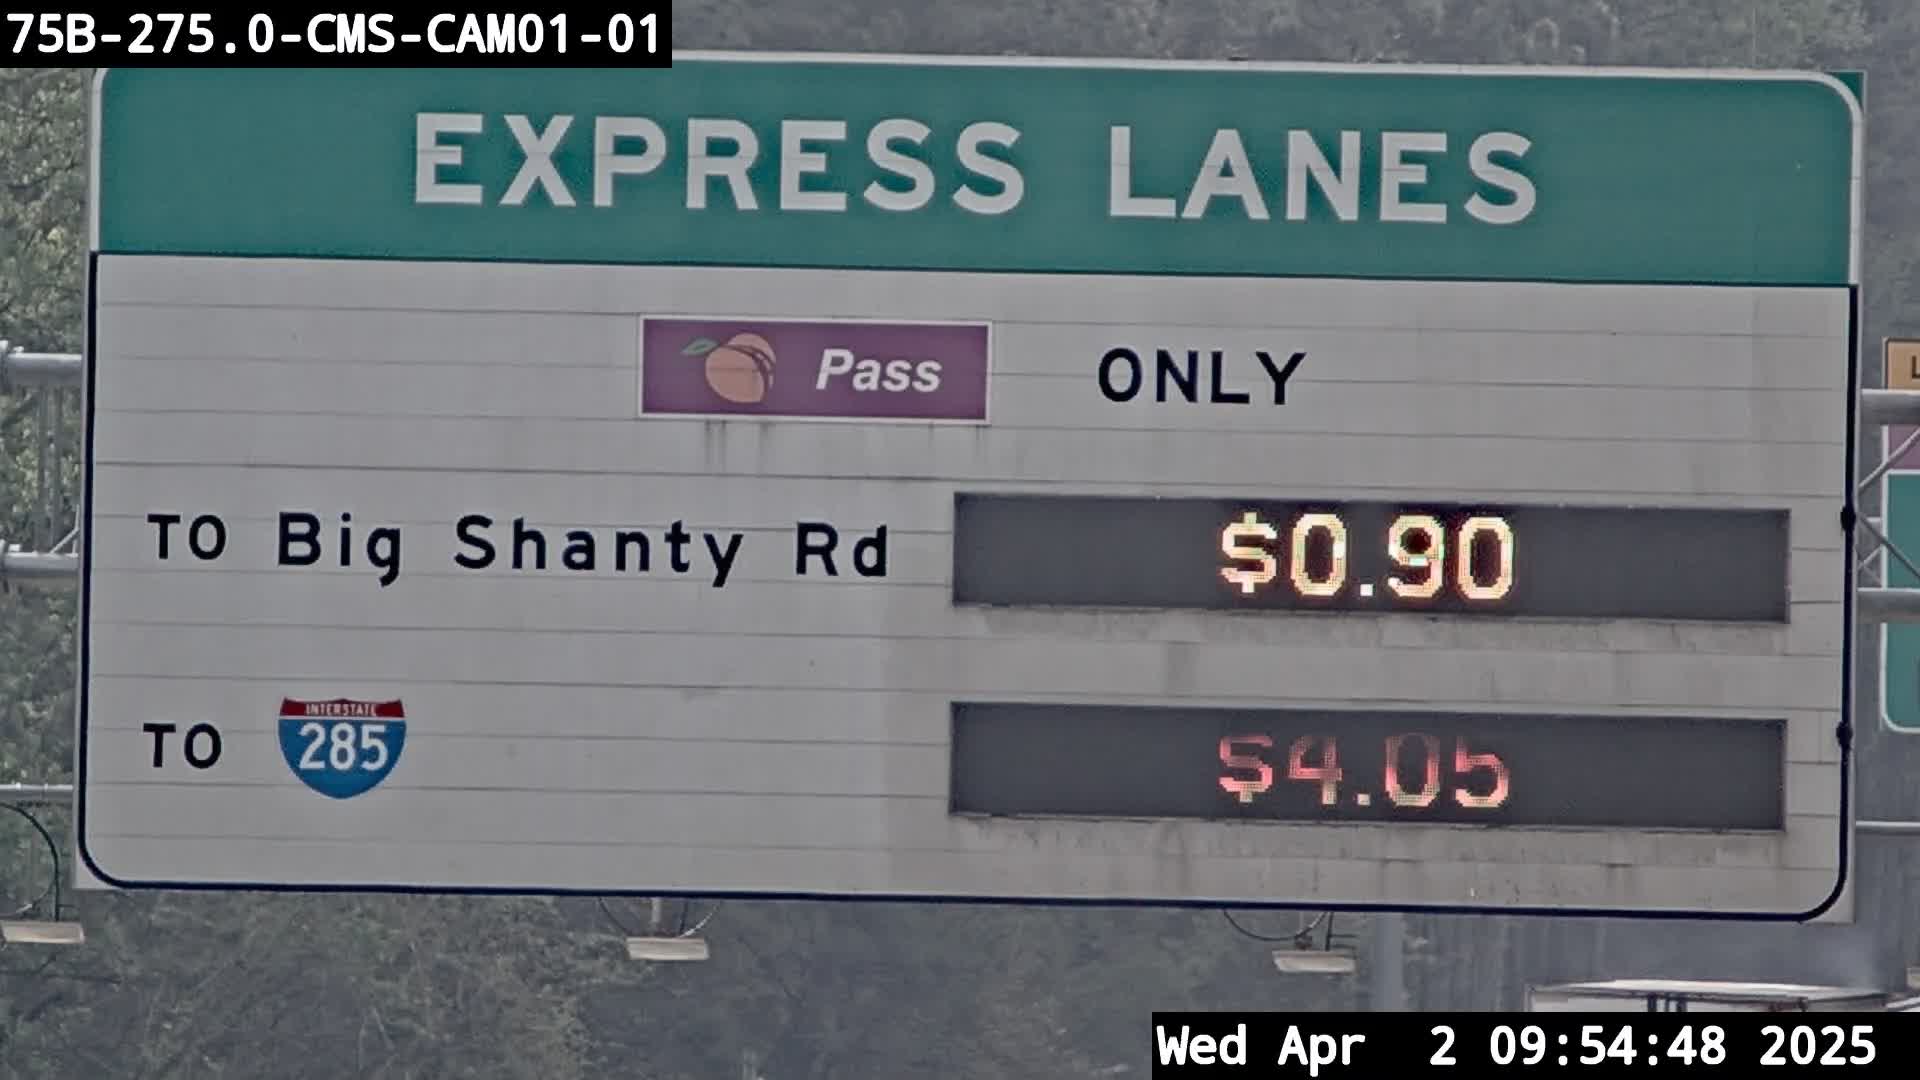 75B-275.0-CMS-CAM01-01
EXPRESS LANES
Pass ONLY
TO Big Shanty Rd $0.90
TO INTERSTATE 285 $4.05
Wed Apr 2 09:54:48 2025